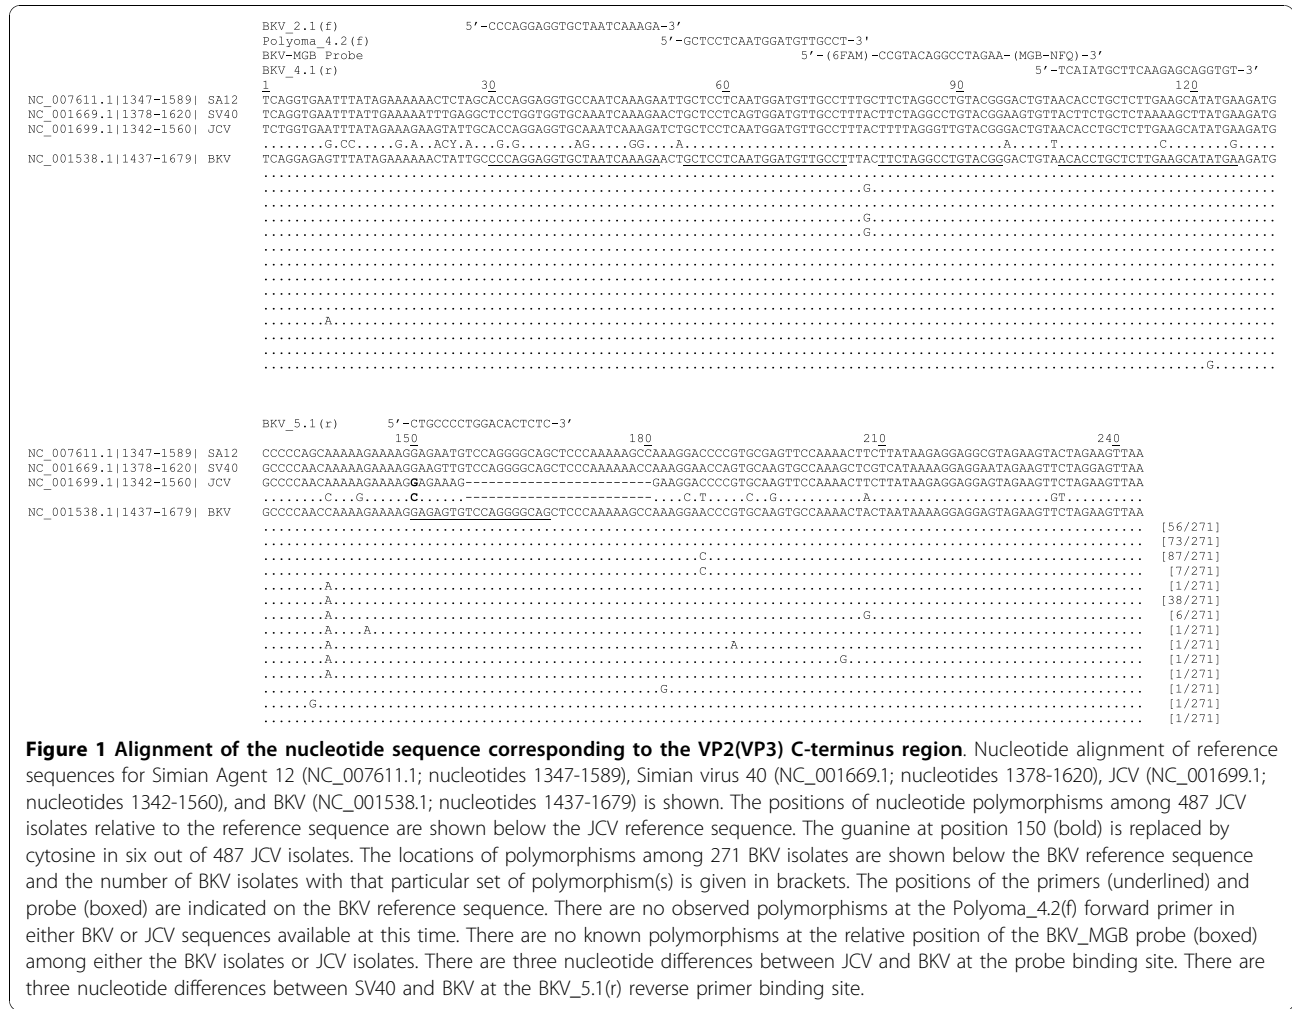 BKV_2.1(f) 5’-CCCAGGAGGTGCTAATCAAAGA-3’
Polyoma_4.2(f) 5’-GCTCCTCAATGGATGTTGCCT-3'
BKV-MGB Probe 5’-(6FAM)-CCGTACAGGCCTAGAA-(MGB-NFQ)-3’
BKV_4.1(r) 5’-TCAIATGCTTCAAGAGCAGGTGT-3’
1 30 60 90 120
NC_007611.1|1347-1589| SA12 TCAGGTGAATTTATAGAAAAAACTCTAGCACCAGGAGGTGCCAATCAAAGAATTGCTCCTCAATGGATGTTGCCTTTGCTTCTAGGCCTGTACGGGACTGTAACACCTGCTCTTGAAGCATATGAAGATG
NC_001669.1|1378-1620| SV40 TCAGGTGAATTTATTGAAAAATTTGAGGCTCCTGGTGGTGCAAATCAAAGAACTGCTCCTCAGTGGATGTTGCCTTTACTTCTAGGCCTGTACGGAAGTGTTACTTCTGCTCTAAAAGCTTATGAAGATG
NC_001699.1|1342-1560| JCV TCTGGTGAATTTATAGAAAGAAGTATTGCACCAGGAGGTGCAAATCAAAGATCTGCTCCTCAATGGATGTTGCCTTTACTTTTAGGGTTGTACGGGACTGTAACACCTGCTCTTGAAGCATATGAAGATG
........G.CC.....G.A..ACY.A...G.G.......AG.....GG....A.........................................A.....T.............C........G.....
NC_001538.1|1437-1679| BKV TCAGGAGAGTTTATAGAAAAAACTATTGCCCCAGGAGGTGCTAATCAAAGAACTGCTCCTCAATGGATGTTGCCTTTACTTCTAGGCCTGTACGGGACTGTAACACCTGCTCTTGAAGCATATGAAGATG
..................................................................................................................................
.............................................................................G....................................................
..................................................................................................................................
.............................................................................G....................................................
.............................................................................G....................................................
..................................................................................................................................
..................................................................................................................................
..................................................................................................................................
..................................................................................................................................
..................................................................................................................................
........A.........................................................................................................................
..................................................................................................................................
..................................................................................................................................
.........................................................................................................................G........
BKV_5.1(r) 5’-CTGCCCCTGGACACTCTC-3’
150 180 210 240
NC_007611.1|1347-1589| SA12 CCCCCAGCAAAAAGAAAAGGAGAATGTCCAGGGGCAGCTCCCAAAAAGCCAAAGGACCCCGTGCGAGTTCCAAAACTTCTTATAAGAGGAGGCGTAGAAGTACTAGAAGTTAA
NC_001669.1|1378-1620| SV40 GCCCCAACAAAAAGAAAAGGAAGTTGTCCAGGGGCAGCTCCCAAAAAACCAAAGGAACCAGTGCAAGTGCCAAAGCTCGTCATAAAAGGAGGAATAGAAGTTCTAGGAGTTAA
NC_001699.1|1342-1560| JCV GCCCCAACAAAAAGAAAAGGAGAAAG------------------------GAAGGACCCCGTGCAAGTTCCAAAACTTCTTATAAGAGGAGGAGTAGAAGTTCTAGAAGTTAA
........C...G......C......------------------------....C.T.....C..G...........A........................GT.........
NC_001538.1|1437-1679| BKV GCCCCAACCAAAAGAAAAGGAGAGTGTCCAGGGGCAGCTCCCAAAAAGCCAAAGGAACCCGTGCAAGTGCCAAAACTACTAATAAAAGGAGGAGTAGAAGTTCTAGAAGTTAA
................................................................................................................. [56/271]
................................................................................................................. [73/271]
........................................................C........................................................ [87/271]
........................................................C........................................................ [7/271]
........A........................................................................................................ [1/271]
........A........................................................................................................ [38/271]
........A....................................................................G................................... [6/271]
........A....A................................................................................................... [1/271]
........A...................................................A.................................................... [1/271]
........A.................................................................G...................................... [1/271]
........A........................................................................................................ [1/271]
...................................................G............................................................. [1/271]
......G.......................................................................................................... [1/271]
................................................................................................................. [1/271]
Figure 1 Alignment of the nucleotide sequence corresponding to the VP2(VP3) C-terminus region. Nucleotide alignment of reference
sequences for Simian Agent 12 (NC_007611.1; nucleotides 1347-1589), Simian virus 40 (NC_001669.1; nucleotides 1378-1620), JCV (NC_001699.1;
nucleotides 1342-1560), and BKV (NC_001538.1; nucleotides 1437-1679) is shown. The positions of nucleotide polymorphisms among 487 JCV
isolates relative to the reference sequence are shown below the JCV reference sequence. The guanine at position 150 (bold) is replaced by
cytosine in six out of 487 JCV isolates. The locations of polymorphisms among 271 BKV isolates are shown below the BKV reference sequence
and the number of BKV isolates with that particular set of polymorphism(s) is given in brackets. The positions of the primers (underlined) and
probe (boxed) are indicated on the BKV reference sequence. There are no observed polymorphisms at the Polyoma_4.2(f) forward primer in
either BKV or JCV sequences available at this time. There are no known polymorphisms at the relative position of the BKV_MGB probe (boxed)
among either the BKV isolates or JCV isolates. There are three nucleotide differences between JCV and BKV at the probe binding site. There are
three nucleotide differences between SV40 and BKV at the BKV_5.1(r) reverse primer binding site.